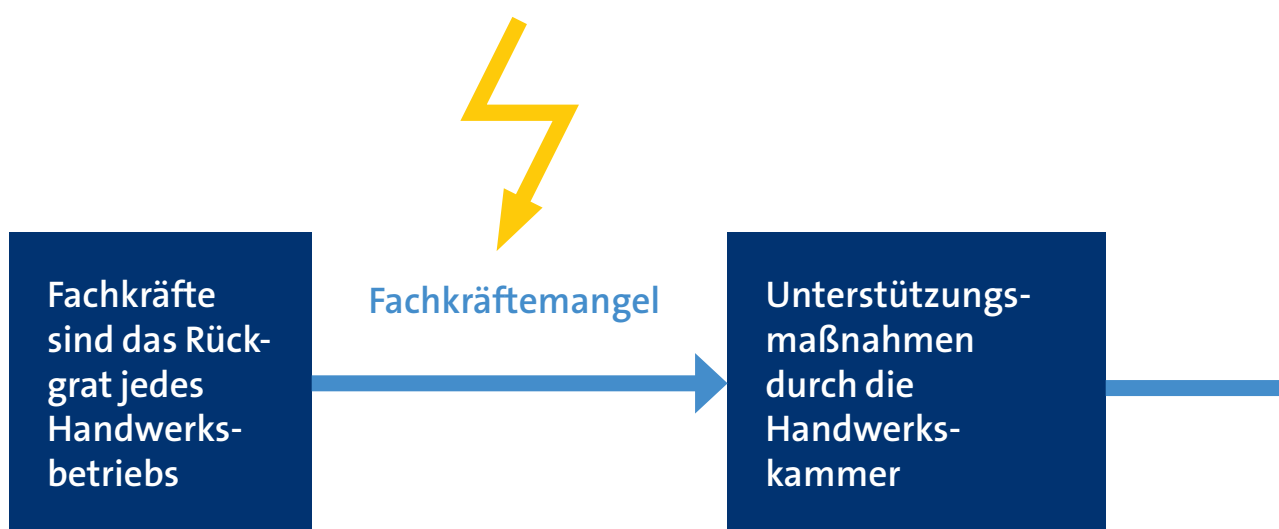 Fachkräfte
sind das Rück-
grat jedes
Handwerks-
betriebs
Fachkräftemangel
Unterstützungs-
maßnahmen
durch die
Handwerks-
kammer